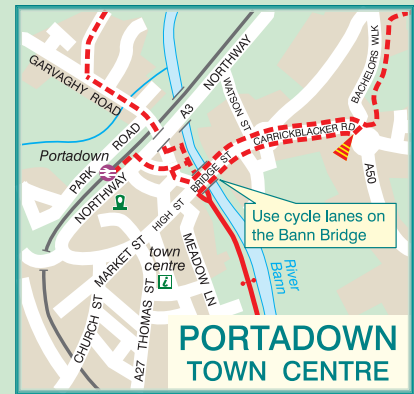 GARVAGHY ROAD
NORTHWAY
A3
WATSON ST
BACHELORS WLK
CARRICKBLACKER RD
Portadown
PARK ROAD
NORTHWAY
BRIDGE ST
HIGH ST
A50
Use cycle lanes on
the Bann Bridge
MARKET ST
town
centre
i
MEADOW LN
River
Bann
CHURCH ST
THOMAS ST
A27
PORTADOWN
TOWN CENTRE